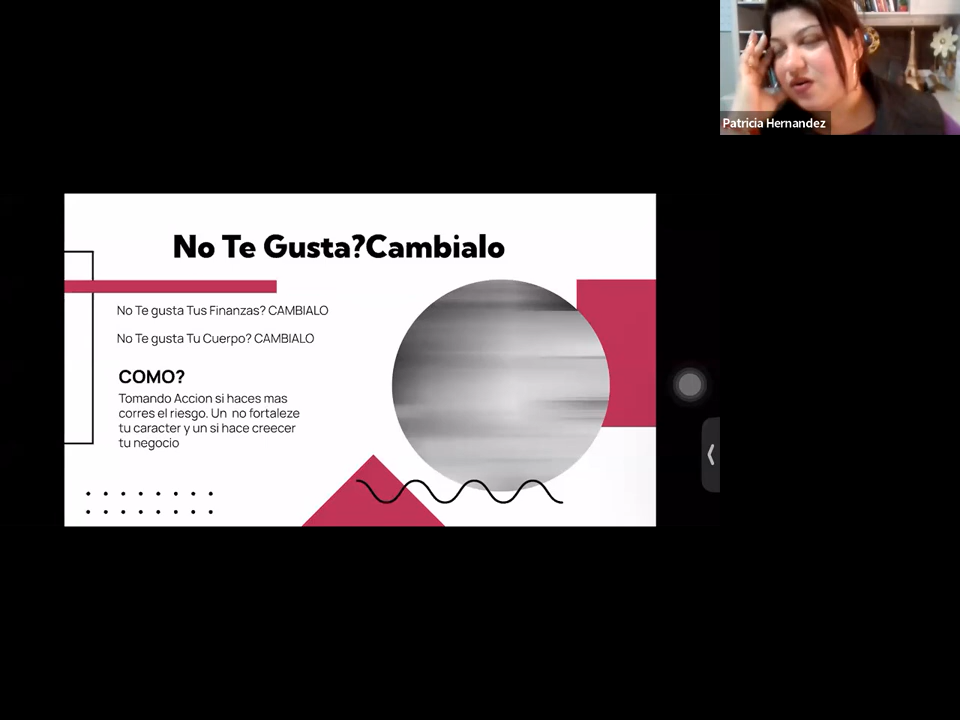 Patricia Hernandez
No Te Gusta?Cambialo
No Te gusta Tus Finanzas? CAMBIALO
No Te gusta Tu Cuerpo? CAMBIALO
COMO?
Tomando Accion si haces mas
corres el riesgo. Un no fortaleze
tu caracter y un si hace creecer
tu negocio